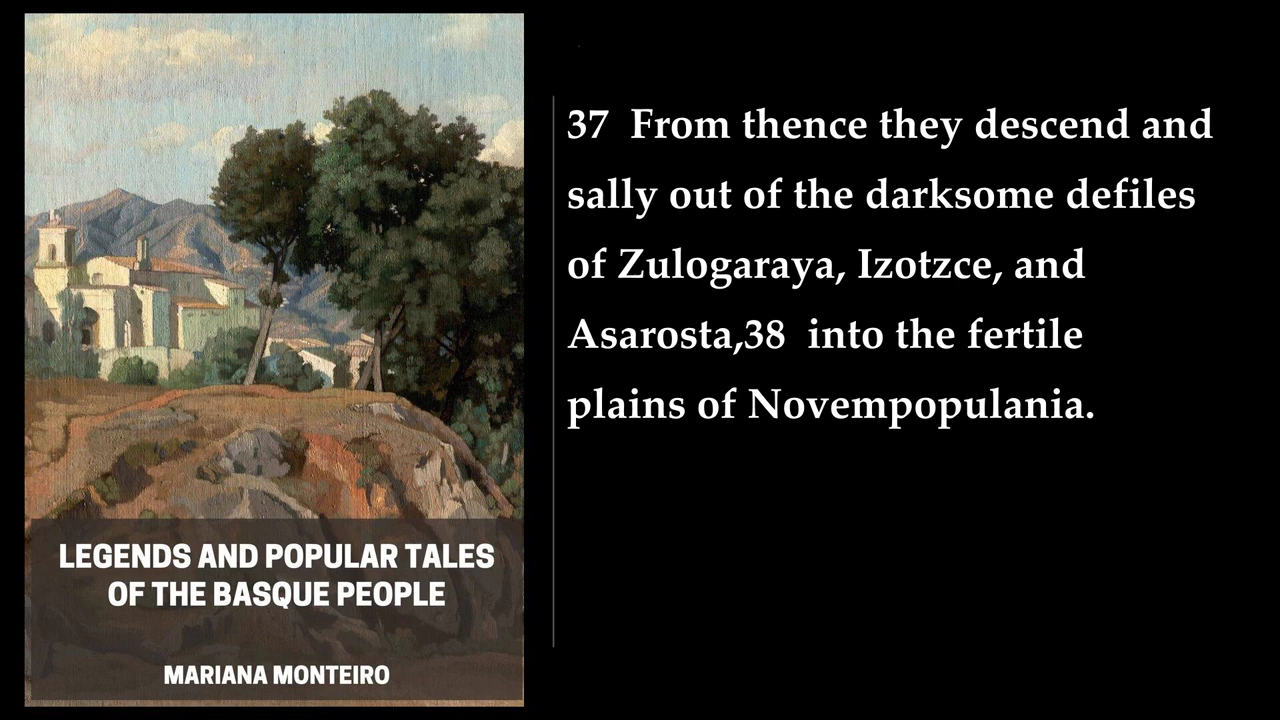 37  From thence they descend and
sally out of the darksome defiles
of Zulogaraya, Izotzce, and
Asarosta,38  into the fertile
plains of Novempopulania.
LEGENDS AND POPULAR TALES
OF THE BASQUE PEOPLE
MARIANA MONTEIRO